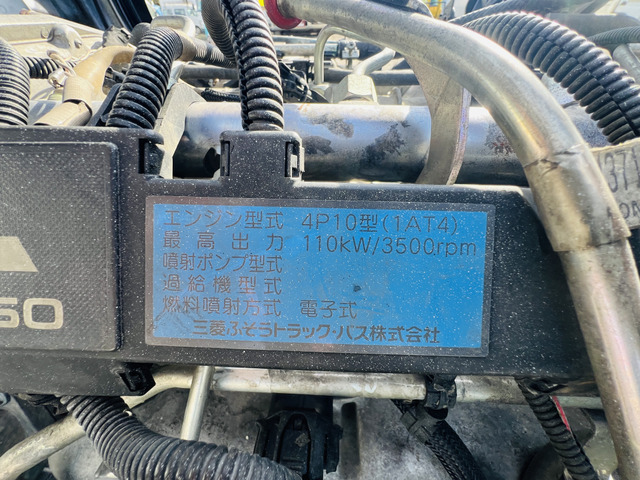 エンジン型式 4P10型(1AT4)
最高出力 110kW/3500rpm
噴射ポンプ型式
過給機型式
燃料噴射方式 電子式
三菱ふそうトラック・バス株式会社